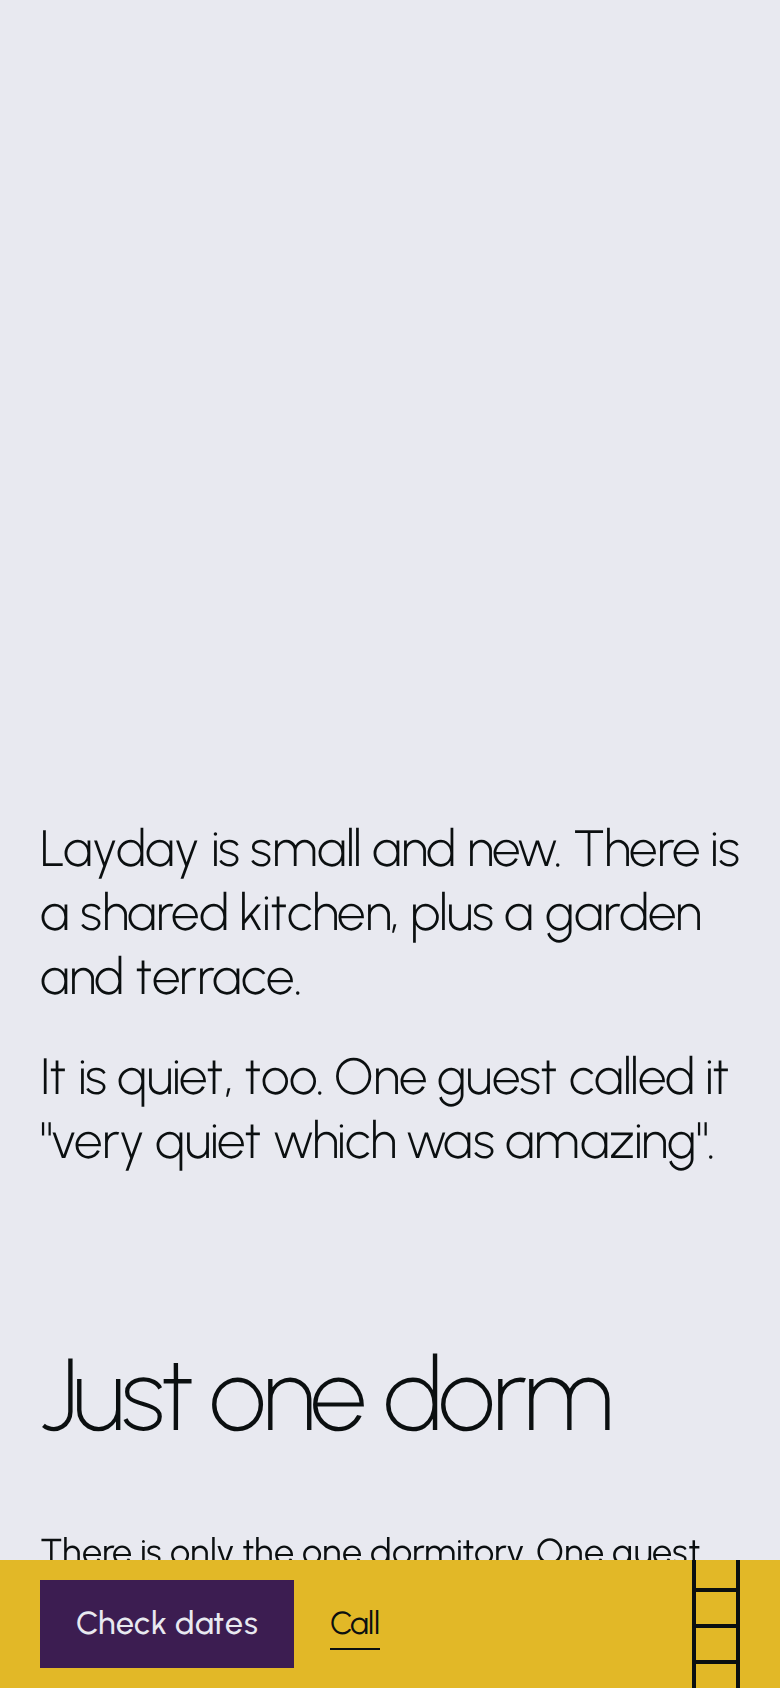 Layday is small and new. There is
a shared kitchen, plus a garden
and terrace.
It is quiet, too. One guest called it
"very quiet which was amazing".
Just one dorm
There is only the one dormitory. One guest
Check dates
Call